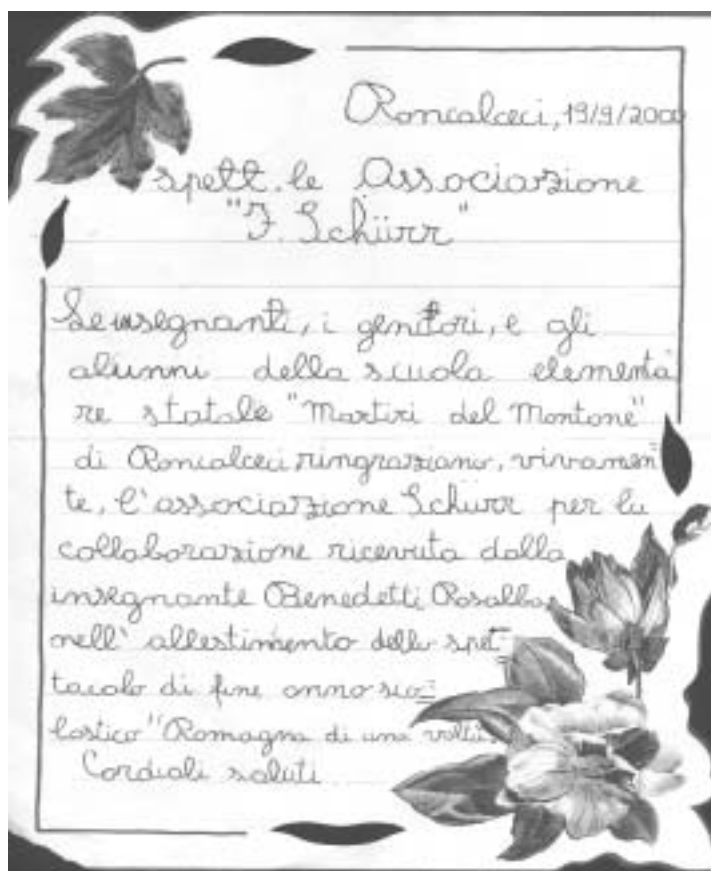 Roncalceci, 19/9/2000
spett.le Associazione
"F. Schürr"
Le insegnanti, i genitori, e gli
alunni della scuola elementa
re statale "Martiri del Montone"
di Roncalceci, ringraziano, vivamen=
te, l'associazione Schürr per la
collaborazione ricevuta dalla
insegnante Benedetti Rosalba
nell' allestimento dello spet=
tacolo di fine anno sco=
lastico "Romagna di una volta".
Cordiali saluti